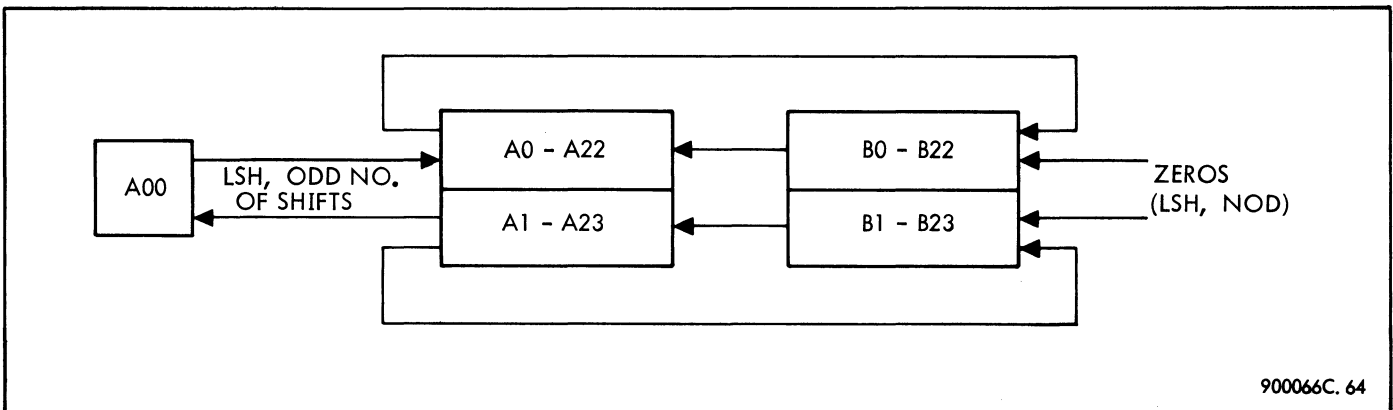 A00
LSH, ODD NO.
OF SHIFTS
A0 - A22
A1 - A23
B0 - B22
B1 - B23
ZEROS
(LSH, NOD)
900066C. 64